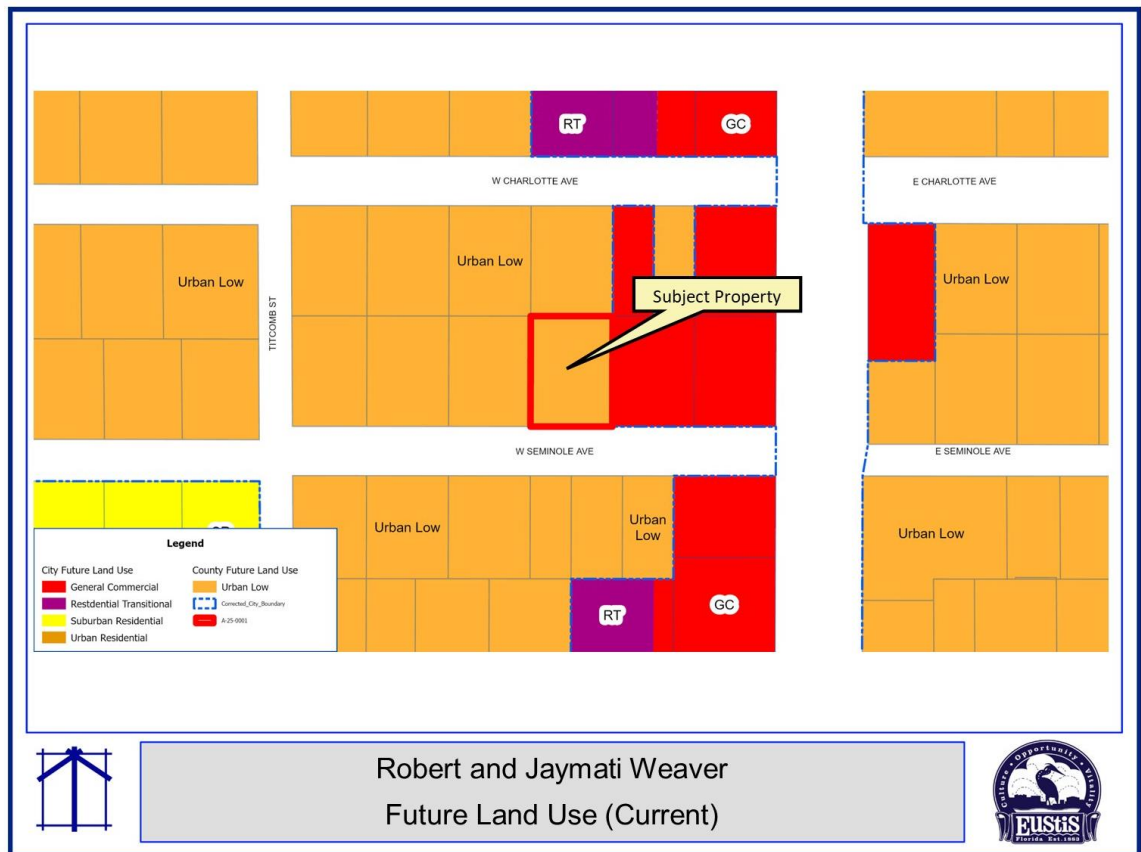 RT
GC
W CHARLOTTE AVE
E CHARLOTTE AVE
Urban Low
Urban Low
Urban Low
Subject Property
TITCOMB ST
W SEMINOLE AVE
E SEMINOLE AVE
Urban Low
Urban
Low
Urban Low
RT
GC
Legend
City Future Land Use
General Commercial
Restdential Transitional
Suburban Residential
Urban Residential
County Future Land Use
Urban Low
Corrected_City_Boundary
A-25-0001
Robert and Jaymati Weaver
Future Land Use (Current)
Culture • Opportunity • Vitality
EUSTIS
Florida Est. 1883